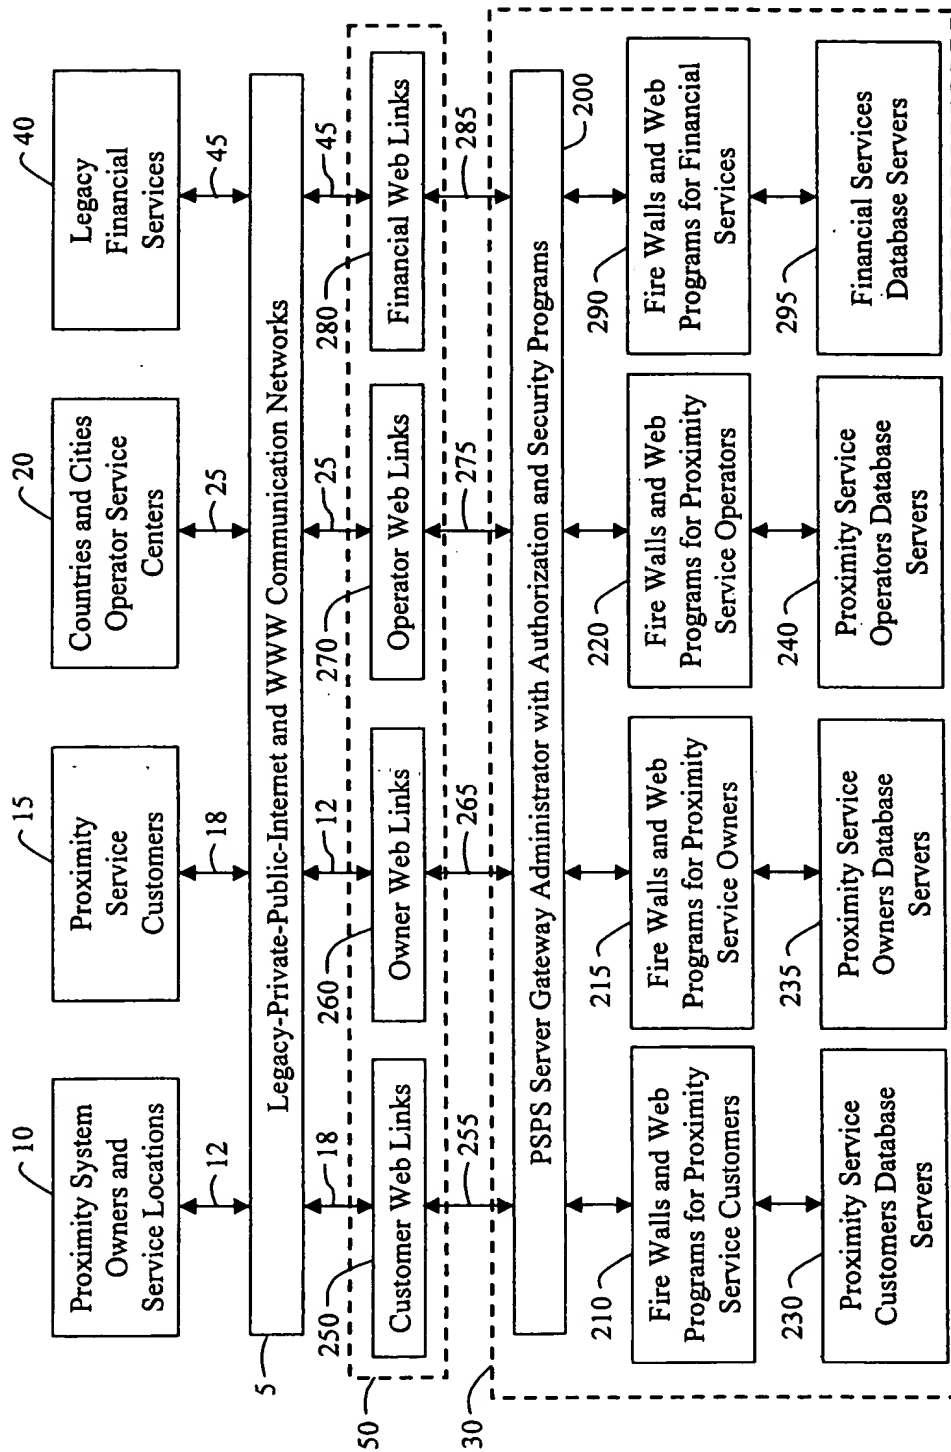 10
Proximity System
Owners and
Service Locations
15
Proximity
Service
Customers
20
Countries and Cities
Operator Service
Centers
40
Legacy
Financial
Services
12
18
25
45
5
Legacy-Private-Public-Internet and WWW Communication Networks
18
12
25
45
50
250
Customer Web Links
260
Owner Web Links
270
Operator Web Links
280
Financial Web Links
255
265
275
285
30
PSPS Server Gateway Administrator with Authorization and Security Programs
200
210
Fire Walls and Web
Programs for Proximity
Service Customers
215
Fire Walls and Web
Programs for Proximity
Service Owners
220
Fire Walls and Web
Programs for Proximity
Service Operators
290
Fire Walls and Web
Programs for Financial
Services
230
Proximity Service
Customers Database
Servers
235
Proximity Service
Owners Database
Servers
240
Proximity Service
Operators Database
Servers
295
Financial Services
Database Servers